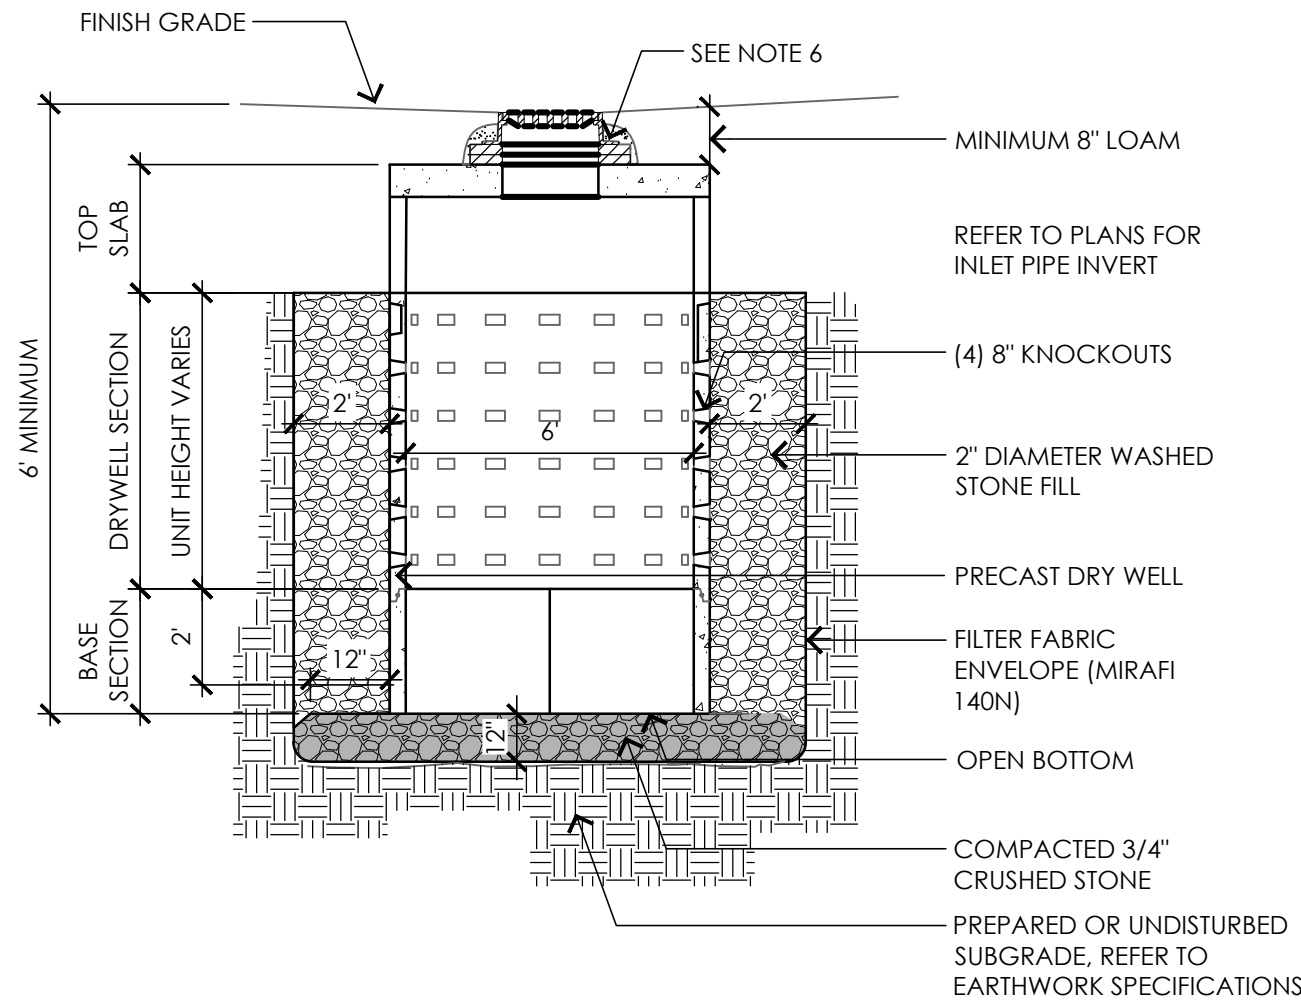 FINISH GRADE
SEE NOTE 6
MINIMUM 8" LOAM
REFER TO PLANS FOR
INLET PIPE INVERT
(4) 8" KNOCKOUTS
2" DIAMETER WASHED
STONE FILL
PRECAST DRY WELL
FILTER FABRIC
ENVELOPE (MIRAFI
140N)
OPEN BOTTOM
COMPACTED 3/4"
CRUSHED STONE
PREPARED OR UNDISTURBED
SUBGRADE, REFER TO
EARTHWORK SPECIFICATIONS
6' MINIMUM
TOP
SLAB
DRYWELL SECTION
UNIT HEIGHT VARIES
BASE
SECTION
2'
2'
6'
2'
12"
12"